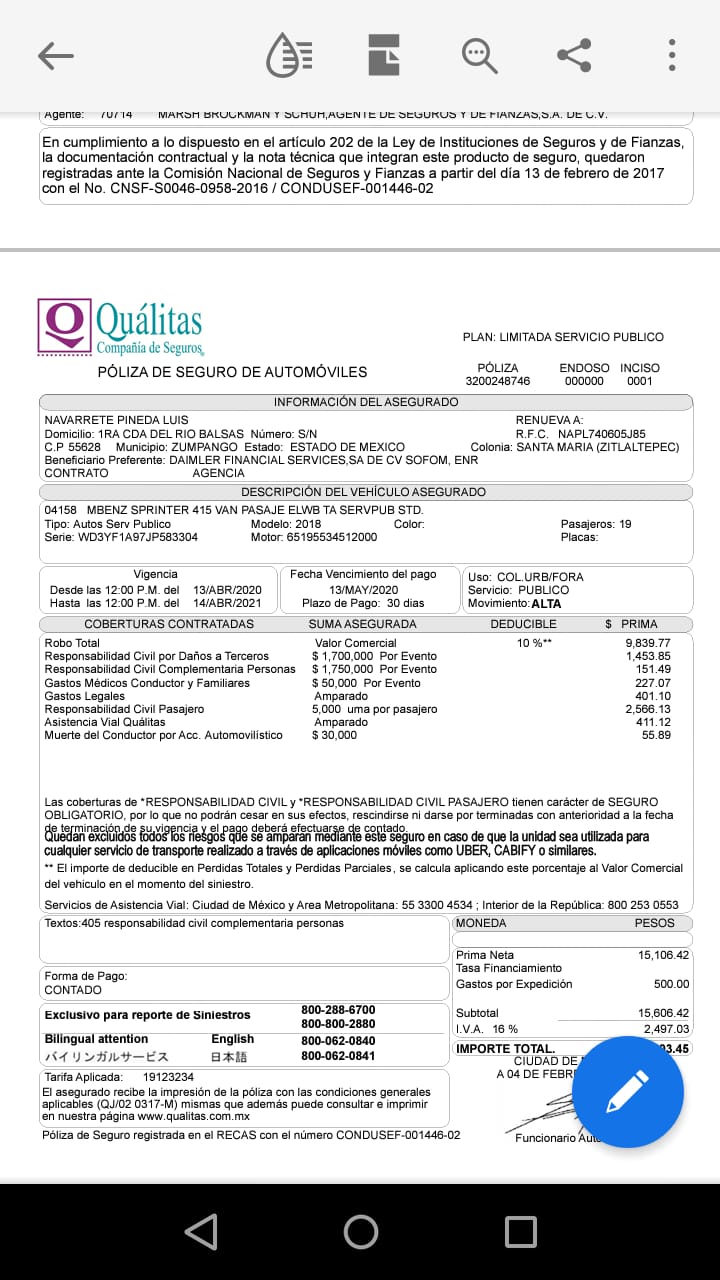 Agente: 70714 MARSH BROCKMAN Y SCHUH,AGENTE DE SEGUROS Y DE FIANZAS,S.A. DE C.V.
En cumplimiento a lo dispuesto en el artículo 202 de la Ley de Instituciones de Seguros y de Fianzas,
la documentación contractual y la nota técnica que integran este producto de seguro, quedaron
registradas ante la Comisión Nacional de Seguros y Fianzas a partir del día 13 de febrero de 2017
con el No. CNSF-S0046-0958-2016 / CONDUSEF-001446-02
Q Quálitas
Compañía de Seguros
PLAN: LIMITADA SERVICIO PUBLICO
PÓLIZA DE SEGURO DE AUTOMÓVILES
PÓLIZA ENDOSO INCISO
3200248746 000000 0001
INFORMACIÓN DEL ASEGURADO
NAVARRETE PINEDA LUIS RENUEVA A:
Domicilio: 1RA CDA DEL RIO BALSAS Número: S/N R.F.C. NAPL740605J85
C.P 55628 Municipio: ZUMPANGO Estado: ESTADO DE MEXICO Colonia: SANTA MARIA (ZITLALTEPEC)
Beneficiario Preferente: DAIMLER FINANCIAL SERVICES,SA DE CV SOFOM, ENR
CONTRATO AGENCIA
DESCRIPCIÓN DEL VEHÍCULO ASEGURADO
04158 MBENZ SPRINTER 415 VAN PASAJE ELWB TA SERVPUB STD.
Tipo: Autos Serv Publico Modelo: 2018 Color: Pasajeros: 19
Serie: WD3YF1A97JP583304 Motor: 65195534512000 Placas:
Vigencia
Desde las 12:00 P.M. del 13/ABR/2020
Hasta las 12:00 P.M. del 14/ABR/2021
Fecha Vencimiento del pago
13/MAY/2020
Plazo de Pago: 30 dias
Uso: COL.URB/FORA
Servicio: PUBLICO
Movimiento:ALTA
COBERTURAS CONTRATADAS SUMA ASEGURADA DEDUCIBLE $ PRIMA
Robo Total Valor Comercial 10 %** 9,839.77
Responsabilidad Civil por Daños a Terceros $ 1,700,000 Por Evento 1,453.85
Responsabilidad Civil Complementaria Personas $ 1,750,000 Por Evento 151.49
Gastos Médicos Conductor y Familiares $ 50,000 Por Evento 227.07
Gastos Legales Amparado 401.10
Responsabilidad Civil Pasajero 5,000 uma por pasajero 2,566.13
Asistencia Vial Quálitas Amparado 411.12
Muerte del Conductor por Acc. Automovilístico $ 30,000 55.89
Las coberturas de *RESPONSABILIDAD CIVIL y *RESPONSABILIDAD CIVIL PASAJERO tienen carácter de SEGURO
OBLIGATORIO, por lo que no podrán cesar en sus efectos, rescindirse ni darse por terminadas con anterioridad a la fecha
de terminación de su vigencia y el pago deberá efectuarse de contado.
Quedan excluidos todos los riesgos que se amparan mediante este seguro en caso de que la unidad sea utilizada para
cualquier servicio de transporte realizado a través de aplicaciones móviles como UBER, CABIFY o similares.
** El importe de deducible en Perdidas Totales y Perdidas Parciales, se calcula aplicando este porcentaje al Valor Comercial
del vehículo en el momento del siniestro.
Servicios de Asistencia Vial: Ciudad de México y Area Metropolitana: 55 3300 4534 ; Interior de la República: 800 253 0553
Textos:405 responsabilidad civil complementaria personas
MONEDA PESOS
Prima Neta 15,106.42
Tasa Financiamiento
Gastos por Expedición 500.00
Subtotal 15,606.42
I.V.A. 16 % 2,497.03
IMPORTE TOTAL. 3.45
Forma de Pago:
CONTADO
Exclusivo para reporte de Siniestros 800-288-6700
800-800-2880
Bilingual attention English 800-062-0840
バイリンガルサービス 日本語 800-062-0841
Tarifa Aplicada: 19123234
El asegurado recibe la impresión de la póliza con las condiciones generales
aplicables (QJ/02 0317-M) mismas que además puede consultar e imprimir
en nuestra página www.qualitas.com.mx
CIUDAD DE
A 04 DE FEBR
Funcionario Auto
Póliza de Seguro registrada en el RECAS con el número CONDUSEF-001446-02